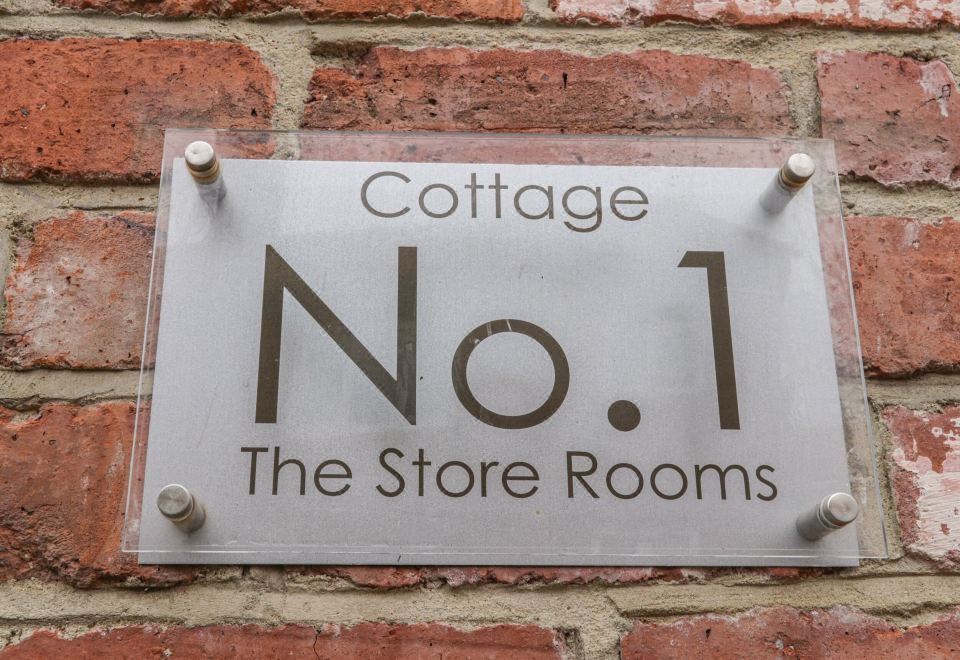 Cottage
No.1
The Store Rooms